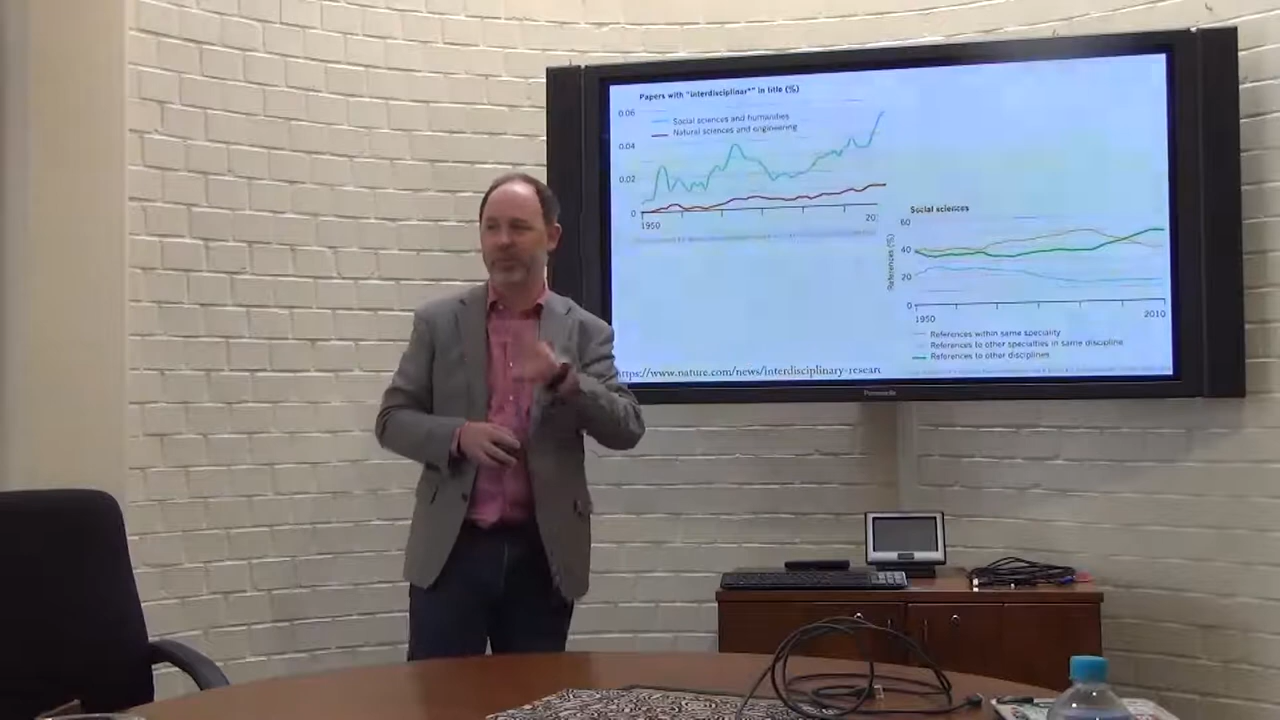 Papers with "interdisciplinar*" in title (%)
0.06
Social sciences and humanities
Natural sciences and engineering
0.04
0.02
0
1950
20
Social sciences
60
References (%)
40
20
0
1950
2010
References within same speciality
References to other specialties in same discipline
References to other disciplines
https://www.nature.com/news/interdisciplinary-resear
Panasonic